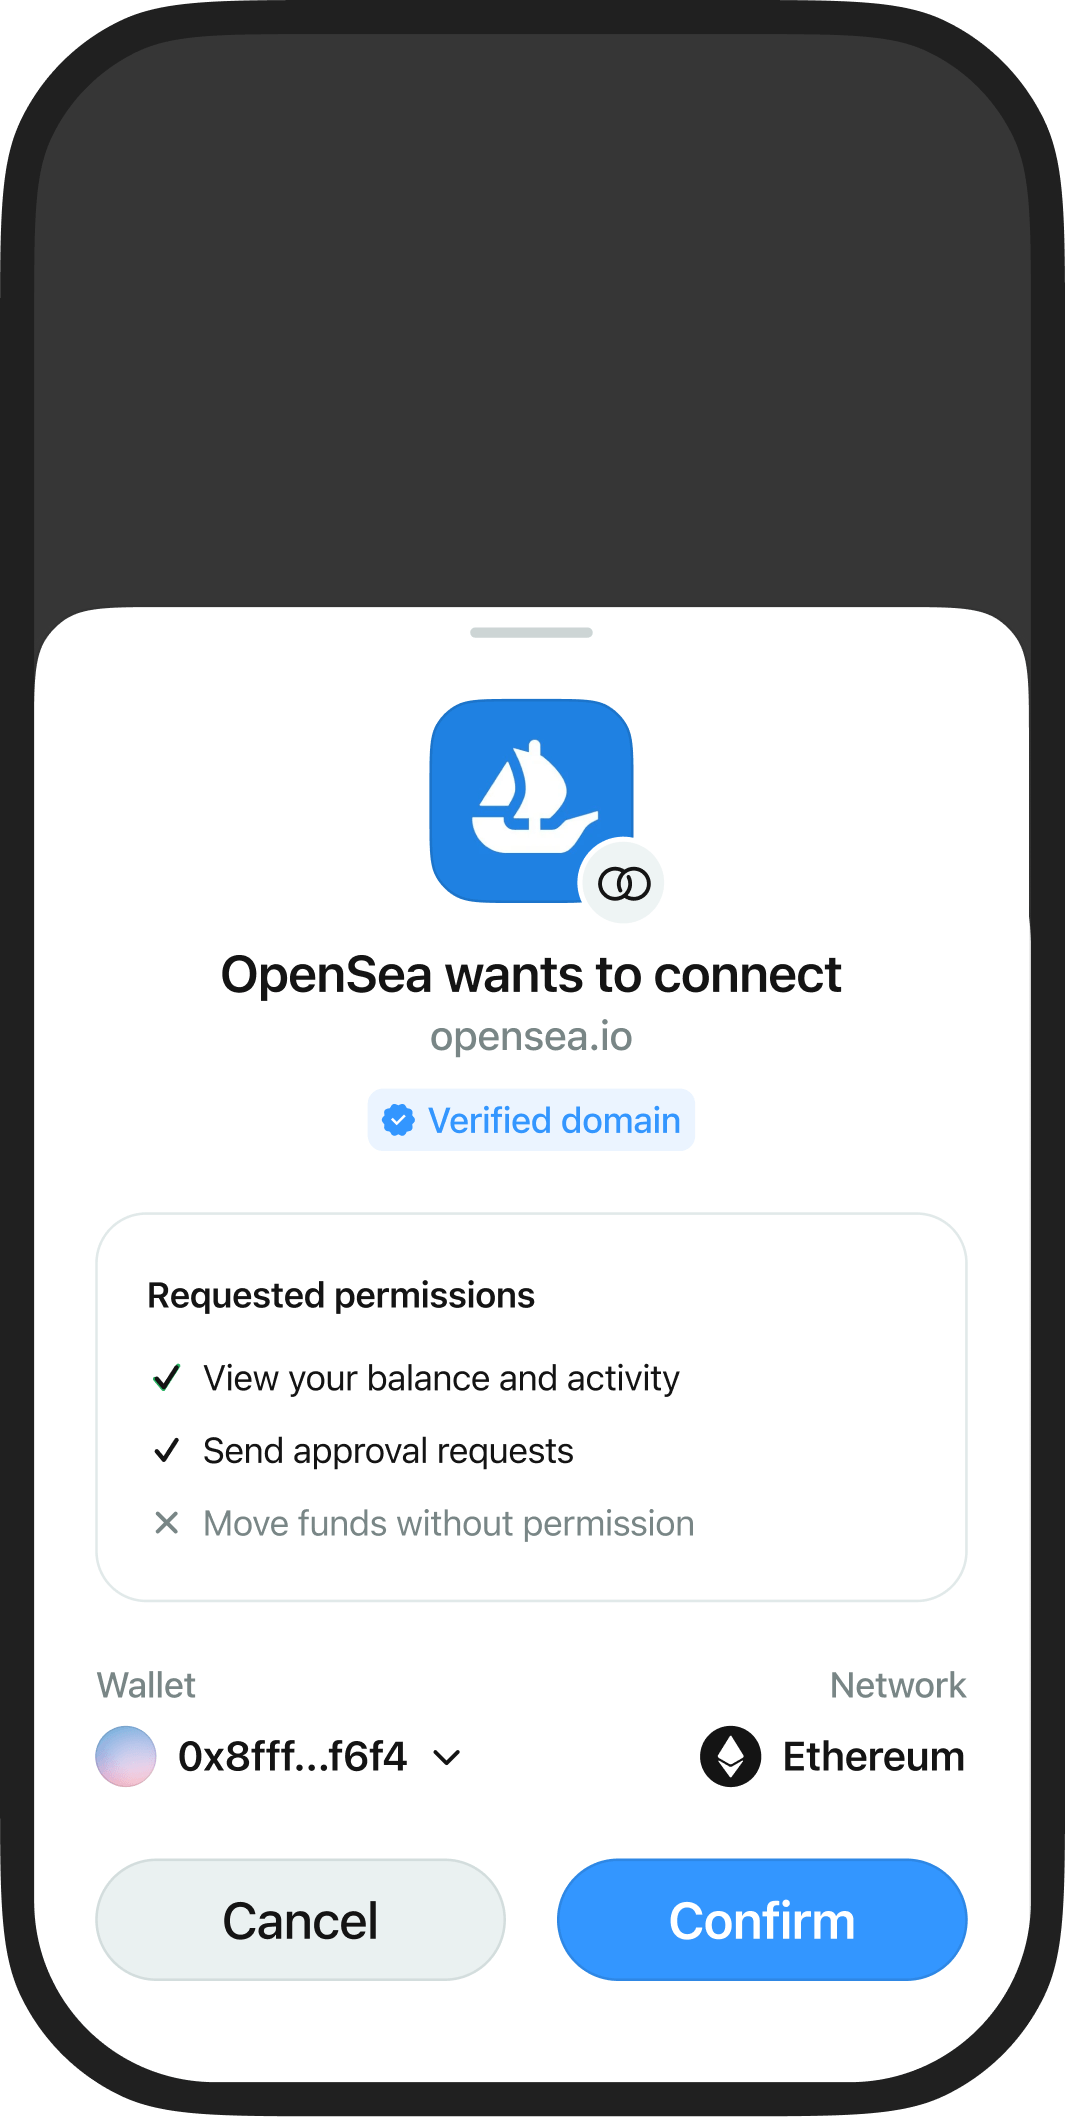 OpenSea wants to connect
opensea.io
Verified domain
Requested permissions
View your balance and activity
Send approval requests
Move funds without permission
Wallet
Network
0x8fff...f6f4
Ethereum
Cancel
Confirm